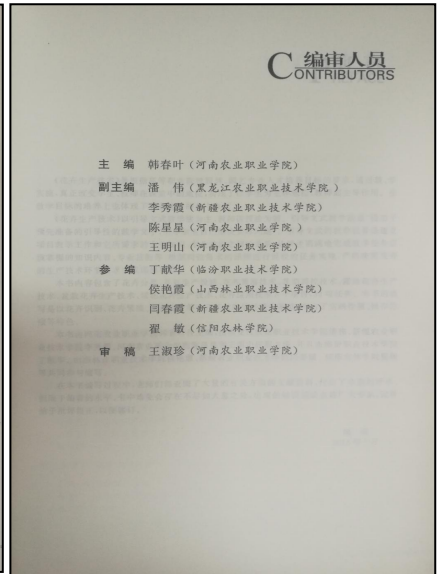 编审人员
CONTRIBUTORS
主 编 韩春叶(河南农业职业学院)
副主编 潘 伟(黑龙江农业职业技术学院)
李秀霞(新疆农业职业技术学院)
陈星星(河南农业职业学院)
王明山(河南农业职业学院)
参 编 丁献华(临汾职业技术学院)
侯艳霞(山西林业职业技术学院)
闫春霞(新疆农业职业技术学院)
翟 敏(信阳农林学院)
审 稿 王淑珍(河南农业职业学院)